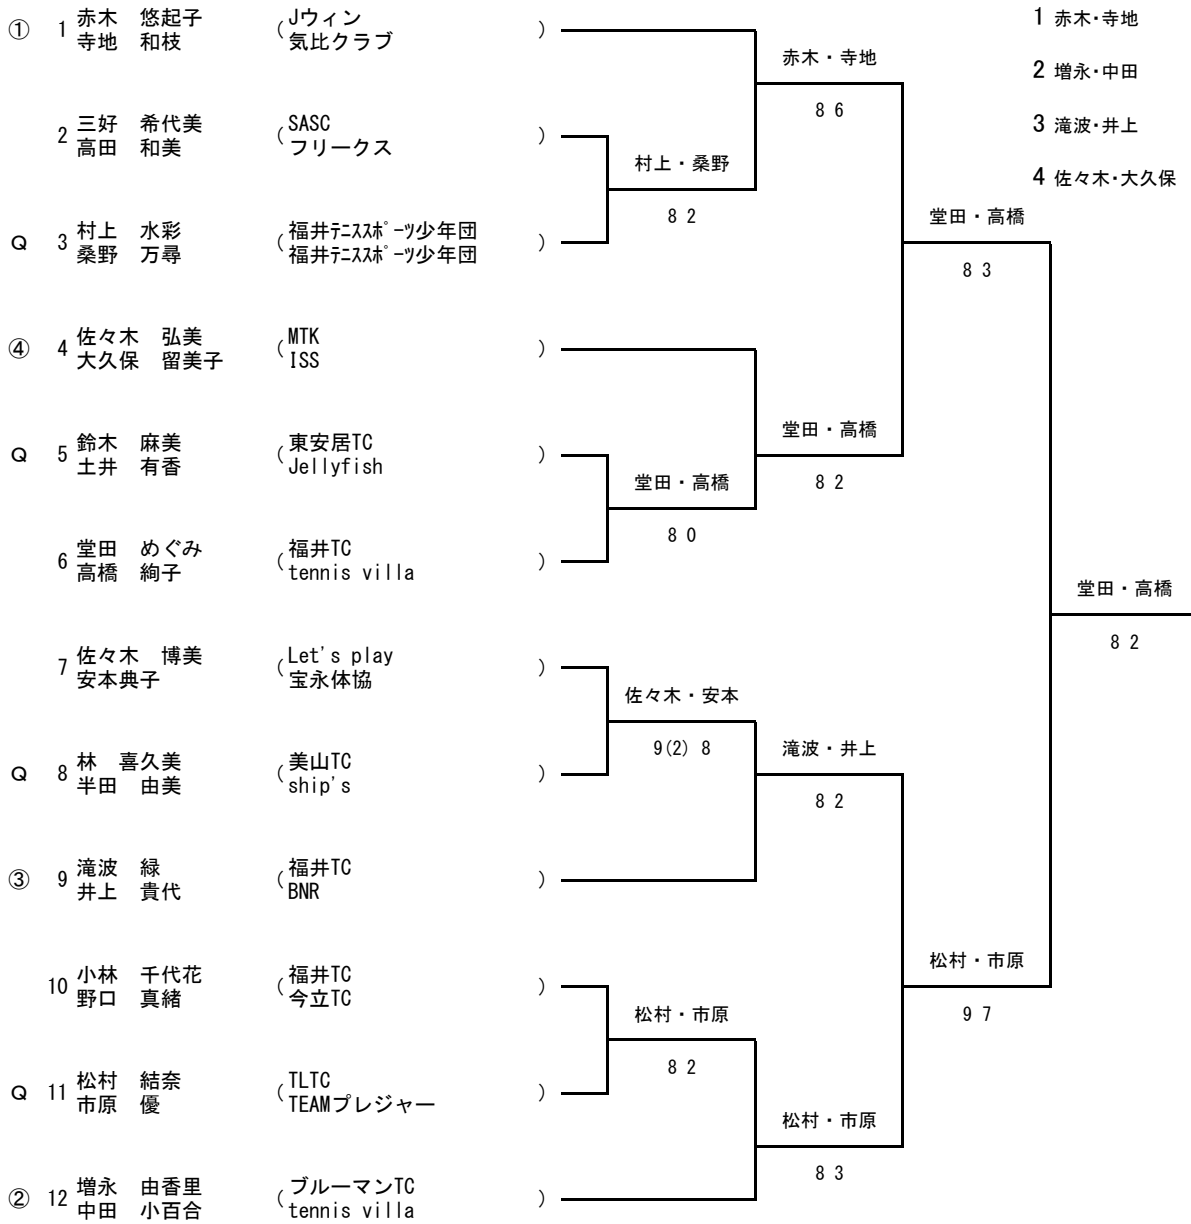 ① 1 赤木　悠起子 (Jウィン
寺地　和枝 気比クラブ )
2 三好　希代美 (SASC
高田　和美 フリークス )
Q 3 村上　水彩 (福井ﾃﾆｽｽﾎﾟｰﾂ少年団
桑野　万尋 福井ﾃﾆｽｽﾎﾟｰﾂ少年団 )
④ 4 佐々木　弘美 (MTK
大久保　留美子 ISS )
Q 5 鈴木　麻美 (東安居TC
土井　有香 Jellyfish )
6 堂田　めぐみ (福井TC
高橋　絢子 tennis villa )
7 佐々木　博美 (Let's play
安本典子 宝永体協 )
Q 8 林　喜久美 (美山TC
半田　由美 ship's )
③ 9 滝波　緑 (福井TC
井上　貴代 BNR )
10 小林　千代花 (福井TC
野口　真緒 今立TC )
Q 11 松村　結奈 (TLTC
市原　優 TEAMプレジャー )
② 12 増永　由香里 (ブルーマンTC
中田　小百合 tennis villa )
村上・桑野
8 2
堂田・高橋
8 0
佐々木・安本
9(2) 8
松村・市原
8 2
赤木・寺地
8 6
堂田・高橋
8 2
滝波・井上
8 2
松村・市原
8 3
堂田・高橋
8 3
松村・市原
9 7
堂田・高橋
8 2
1 赤木・寺地
2 増永・中田
3 滝波・井上
4 佐々木・大久保